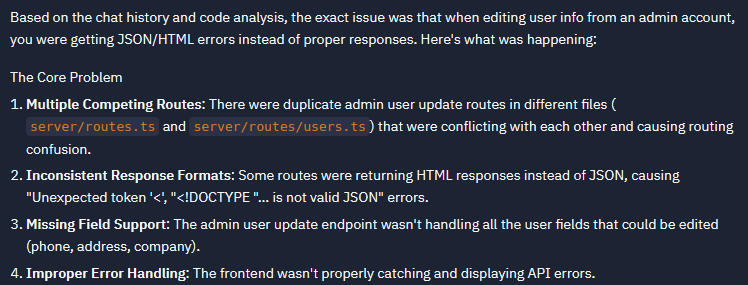 Based on the chat history and code analysis, the exact issue was that when editing user info from an admin account,
you were getting JSON/HTML errors instead of proper responses. Here's what was happening:
The Core Problem
1. Multiple Competing Routes: There were duplicate admin user update routes in different files (
server/routes.ts and server/routes/users.ts) that were conflicting with each other and causing routing
confusion.
2. Inconsistent Response Formats: Some routes were returning HTML responses instead of JSON, causing
"Unexpected token '<', "<!DOCTYPE "... is not valid JSON" errors.
3. Missing Field Support: The admin user update endpoint wasn't handling all the user fields that could be edited
(phone, address, company).
4. Improper Error Handling: The frontend wasn't properly catching and displaying API errors.